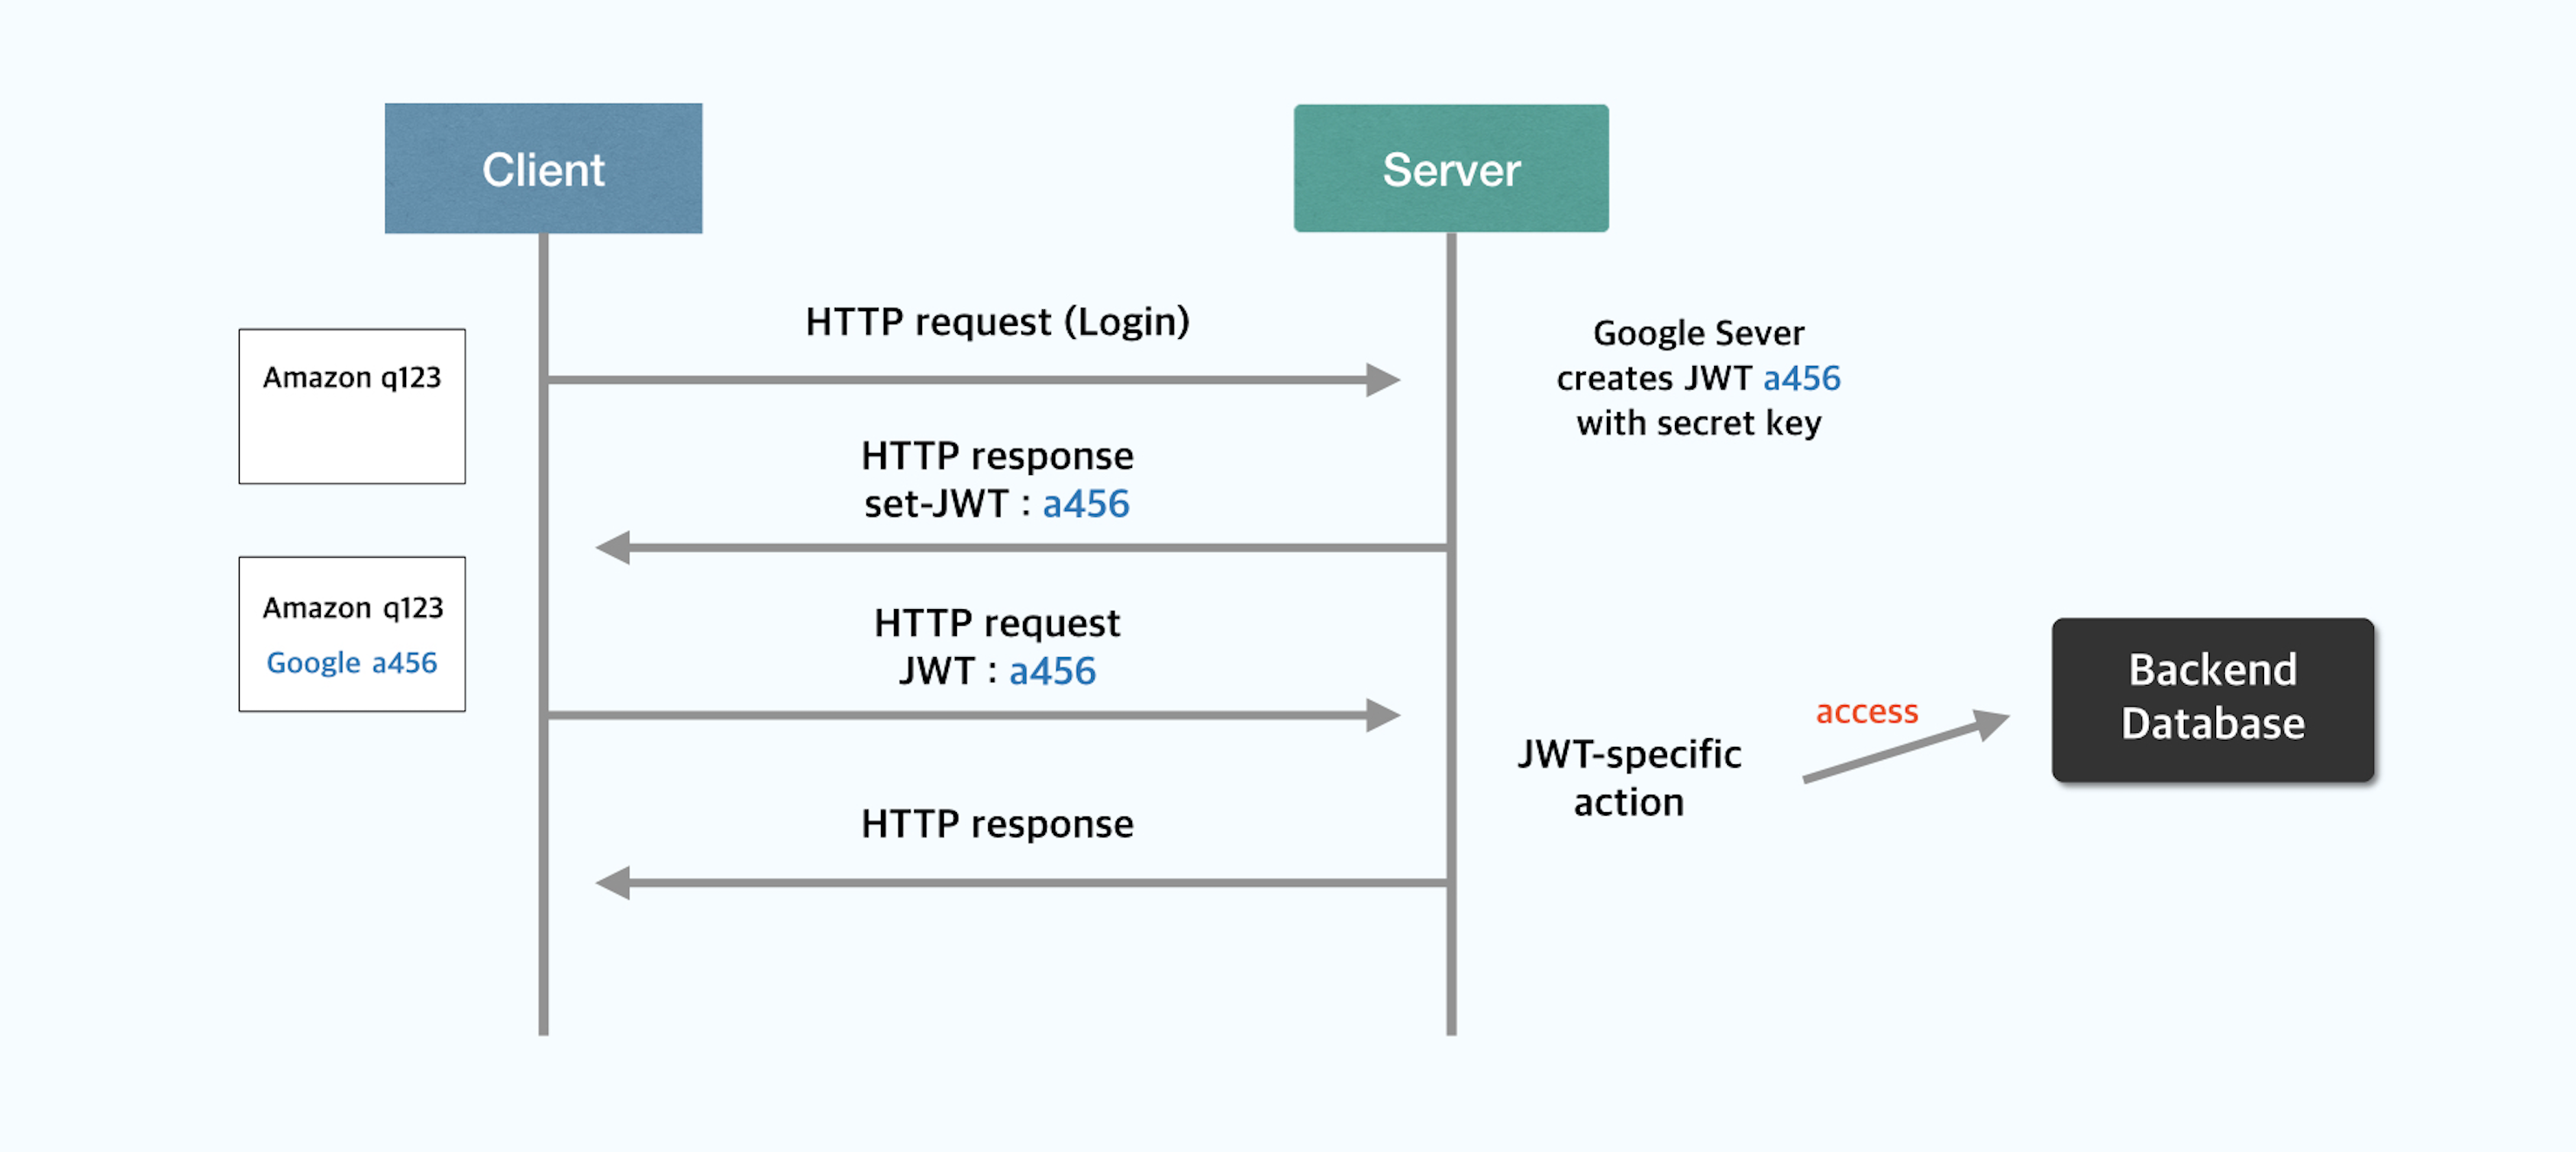 Client
Server
HTTP request (Login)
Amazon q123
Google Sever
creates JWT a456
with secret key
HTTP response
set-JWT : a456
Amazon q123
Google a456
HTTP request
JWT : a456
JWT-specific
action
access
Backend
Database
HTTP response